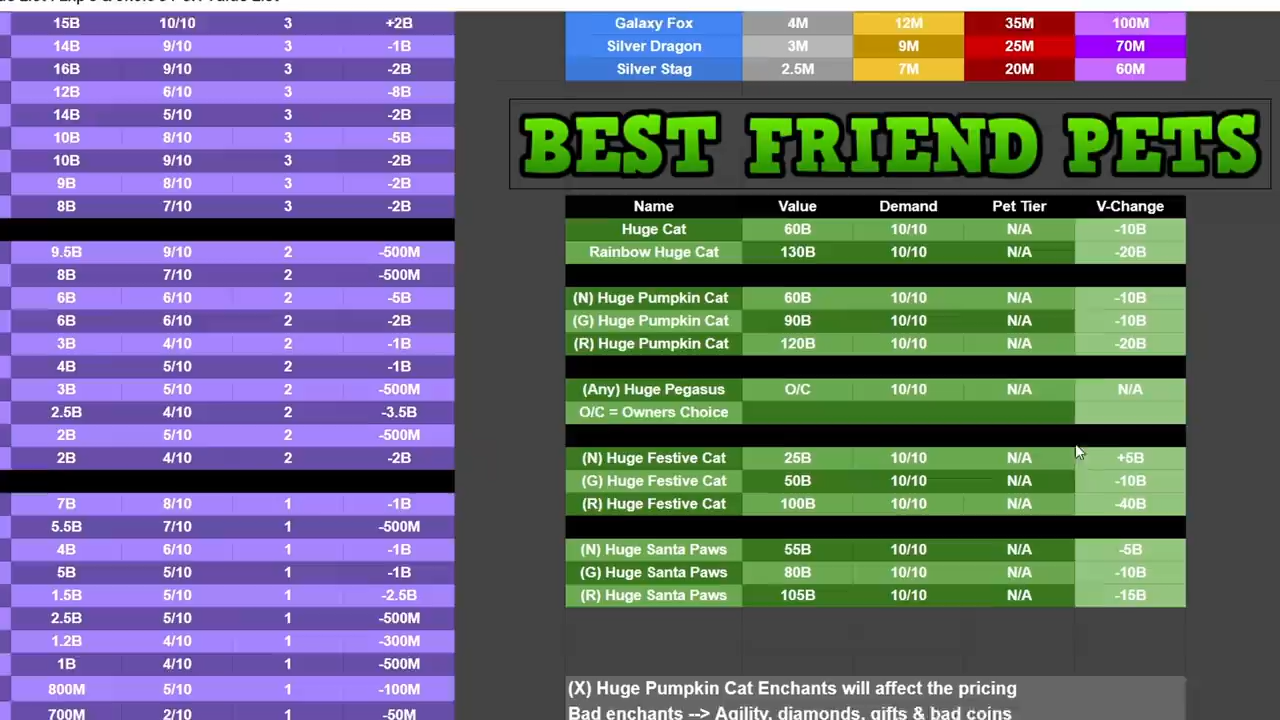 15B 10/10 3 +2B
14B 9/10 3 -1B
16B 9/10 3 -2B
12B 6/10 3 -8B
14B 5/10 3 -2B
10B 8/10 3 -5B
10B 9/10 3 -2B
9B 8/10 3 -2B
8B 7/10 3 -2B
9.5B 9/10 2 -500M
8B 7/10 2 -500M
6B 6/10 2 -5B
6B 6/10 2 -2B
3B 4/10 2 -1B
4B 5/10 2 -1B
3B 5/10 2 -500M
2.5B 4/10 2 -3.5B
2B 5/10 2 -500M
2B 4/10 2 -2B
7B 8/10 1 -1B
5.5B 7/10 1 -500M
4B 6/10 1 -1B
5B 5/10 1 -1B
1.5B 5/10 1 -2.5B
2.5B 5/10 1 -500M
1.2B 4/10 1 -300M
1B 4/10 1 -500M
800M 5/10 1 -100M
700M 2/10 1 -50M
Galaxy Fox 4M 12M 35M 100M
Silver Dragon 3M 9M 25M 70M
Silver Stag 2.5M 7M 20M 60M
BEST FRIEND PETS
Name Value Demand Pet Tier V-Change
Huge Cat 60B 10/10 N/A -10B
Rainbow Huge Cat 130B 10/10 N/A -20B
(N) Huge Pumpkin Cat 60B 10/10 N/A -10B
(G) Huge Pumpkin Cat 90B 10/10 N/A -10B
(R) Huge Pumpkin Cat 120B 10/10 N/A -20B
(Any) Huge Pegasus O/C 10/10 N/A N/A
O/C = Owners Choice
(N) Huge Festive Cat 25B 10/10 N/A +5B
(G) Huge Festive Cat 50B 10/10 N/A -10B
(R) Huge Festive Cat 100B 10/10 N/A -40B
(N) Huge Santa Paws 55B 10/10 N/A -5B
(G) Huge Santa Paws 80B 10/10 N/A -10B
(R) Huge Santa Paws 105B 10/10 N/A -15B
(X) Huge Pumpkin Cat Enchants will affect the pricing
Bad enchants --> Agility, diamonds, gifts & bad coins